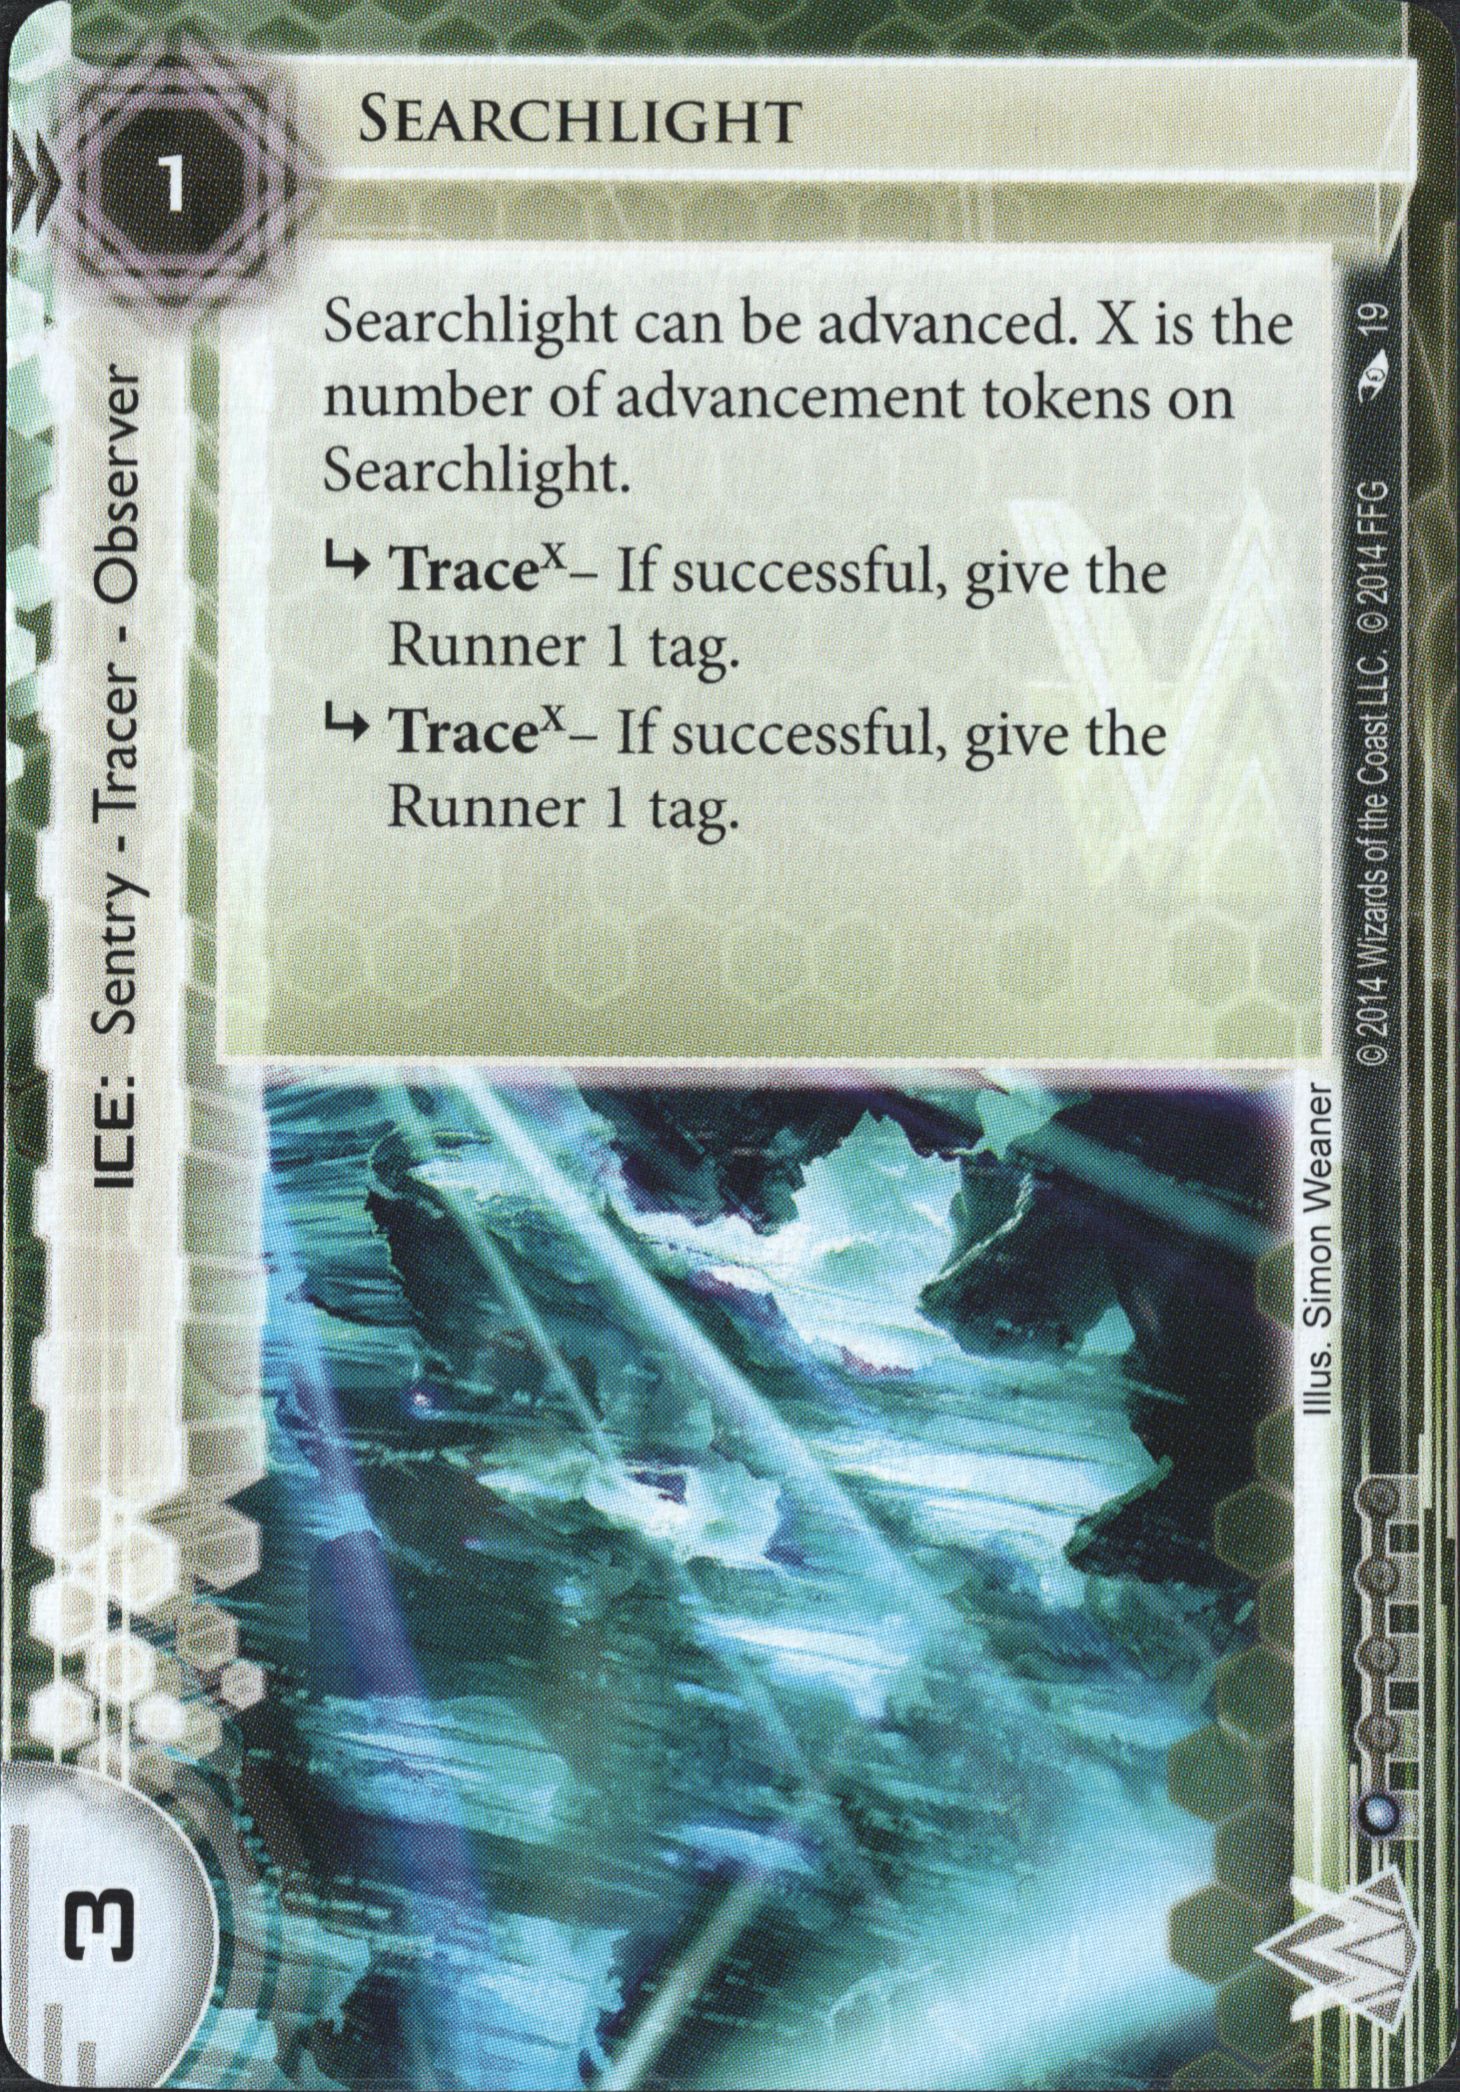 1
SEARCHLIGHT
Searchlight can be advanced. X is the
number of advancement tokens on
Searchlight.
↳ Traceˣ– If successful, give the
Runner 1 tag.
↳ Traceˣ– If successful, give the
Runner 1 tag.
ICE: Sentry - Tracer - Observer
3
Illus. Simon Weaner
© 2014 Wizards of the Coast LLC. © 2014 FFG 19